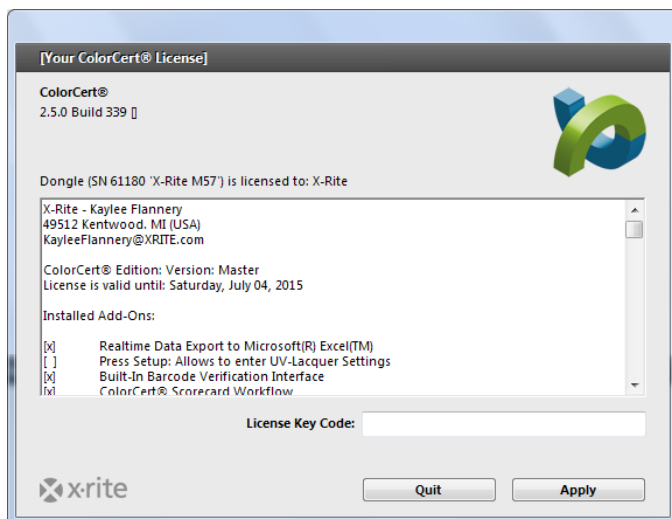 [Your ColorCert® License]
ColorCert®
2.5.0 Build 339 []
Dongle (SN 61180 'X-Rite M57') is licensed to: X-Rite
X-Rite - Kaylee Flannery
49512 Kentwood. MI (USA)
KayleeFlannery@XRITE.com
ColorCert® Edition: Version: Master
License is valid until: Saturday, July 04, 2015
Installed Add-Ons:
[x] Realtime Data Export to Microsoft(R) Excel(TM)
[ ] Press Setup: Allows to enter UV-Lacquer Settings
[x] Built-In Barcode Verification Interface
[x] ColorCert® Scorecard Workflow
License Key Code:
x·rite
Quit
Apply